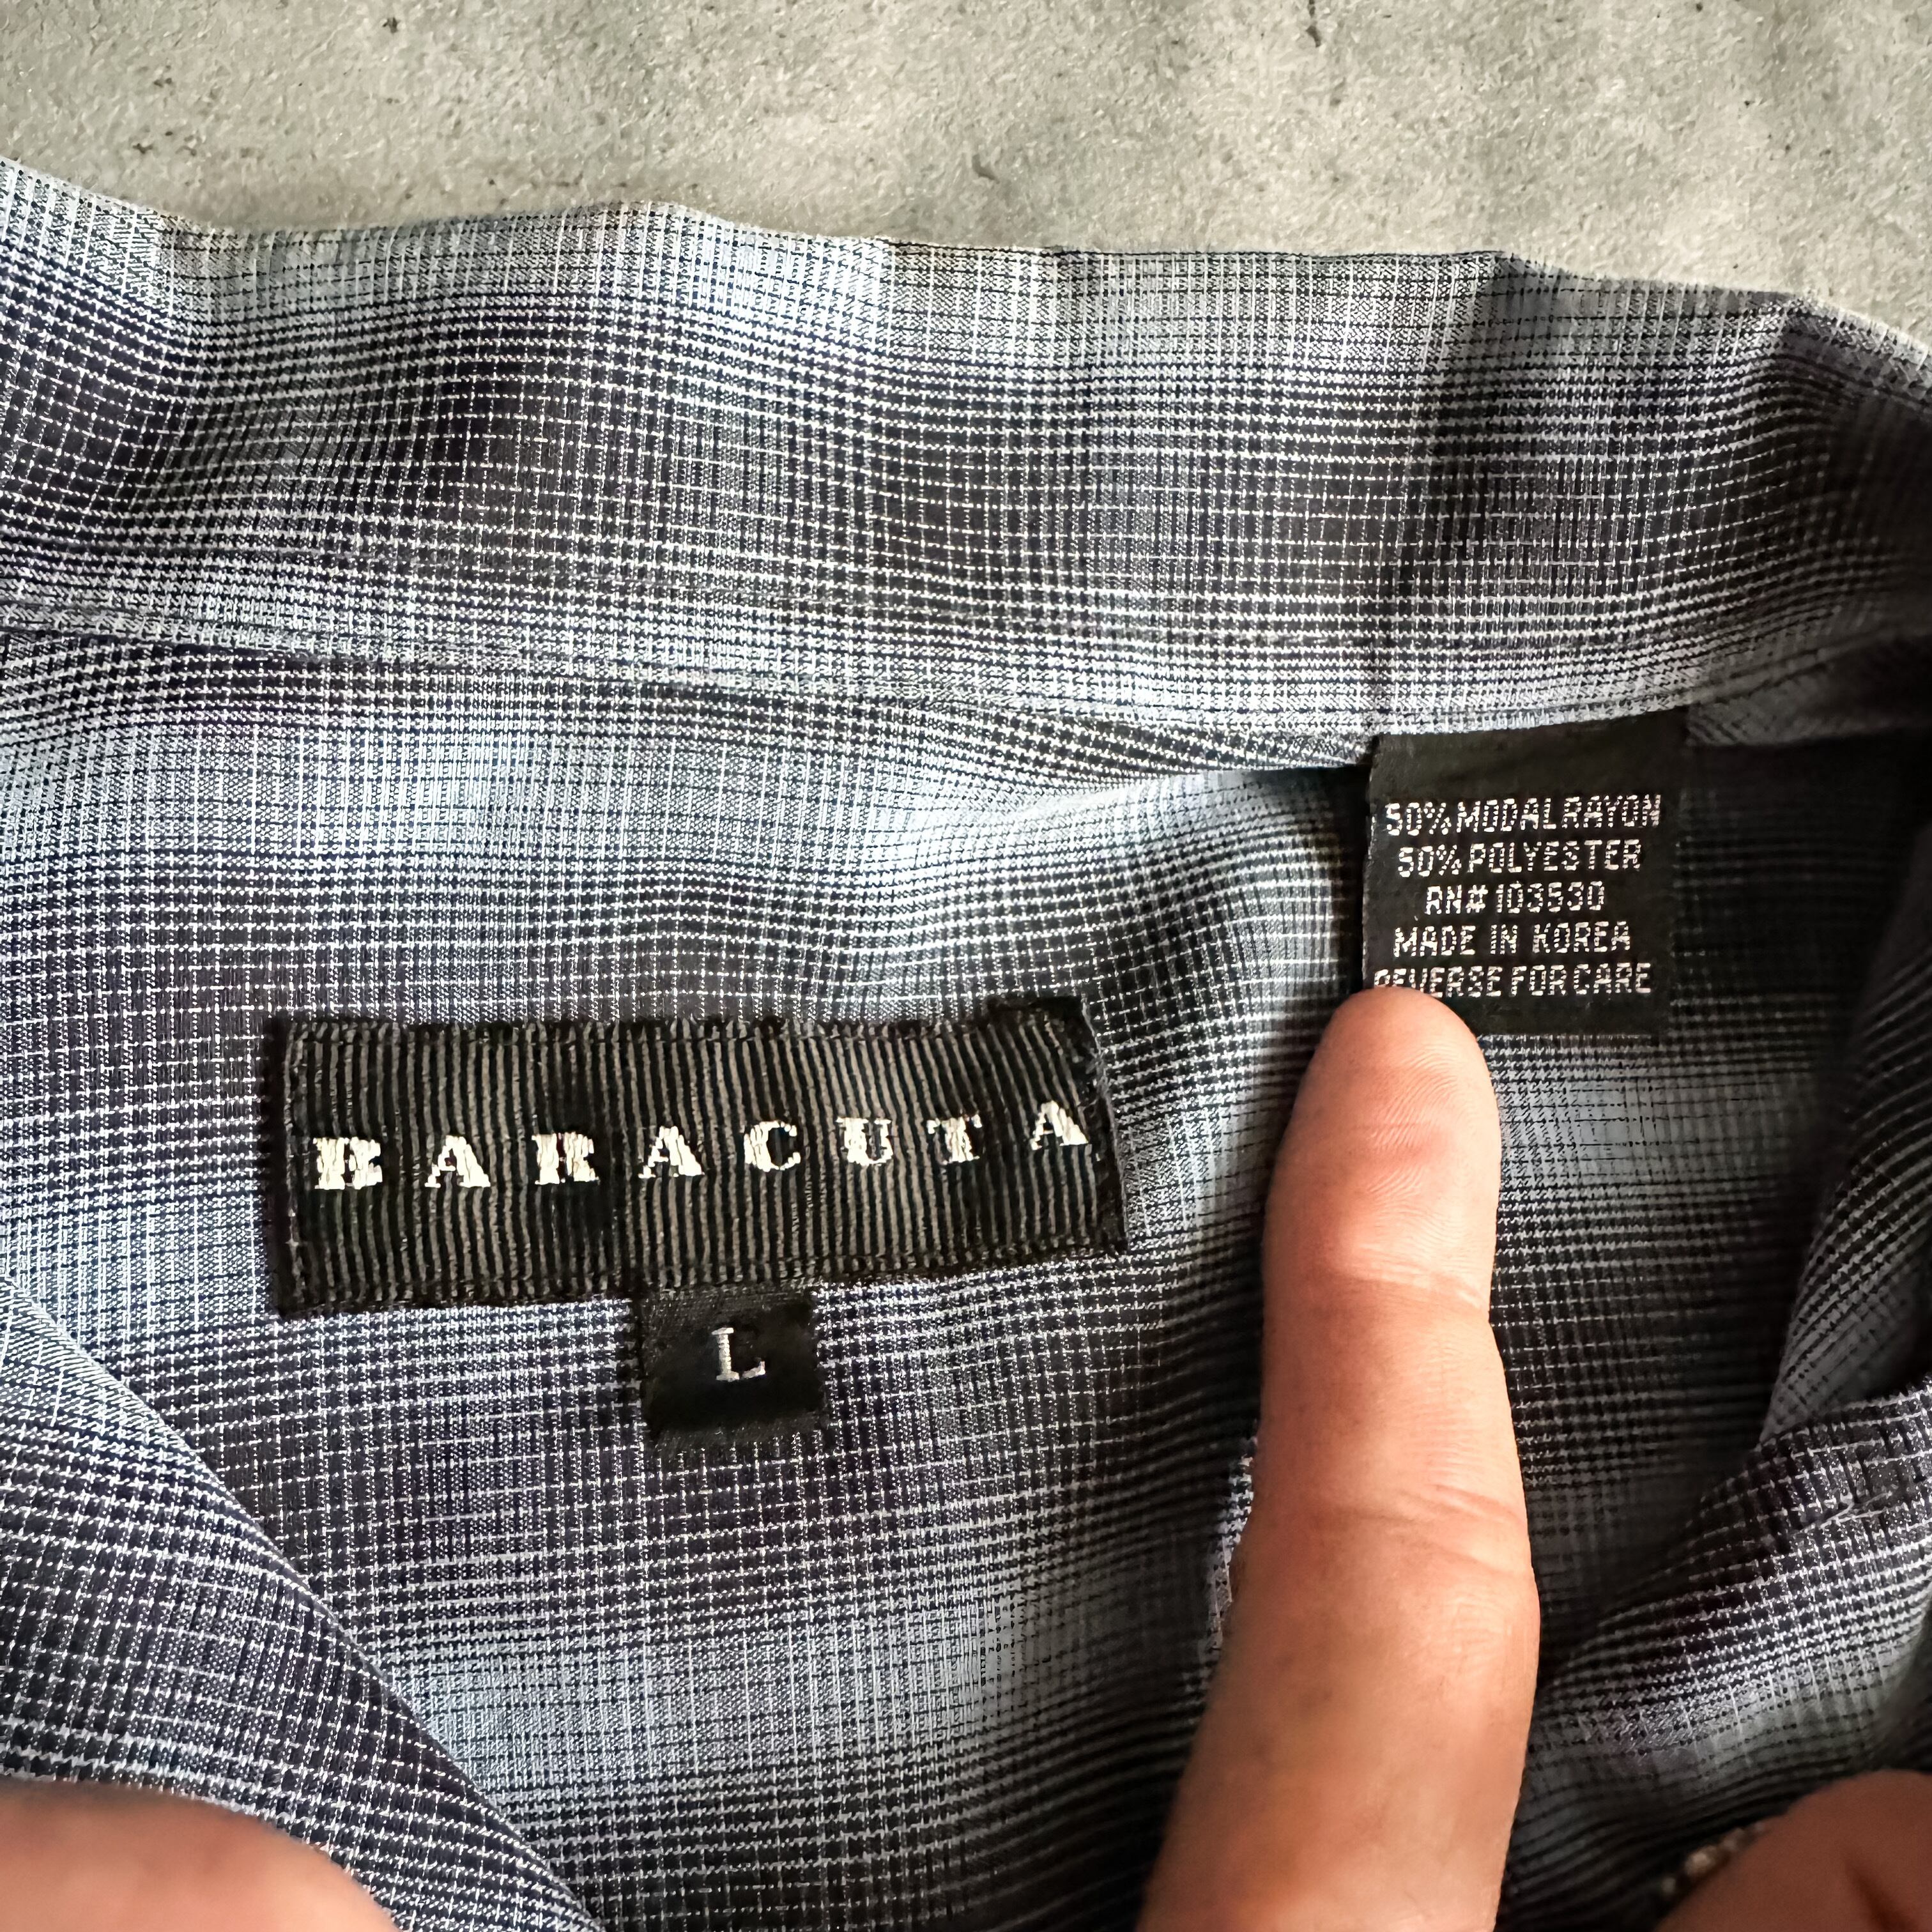 BARACUTA
L
50% MODAL RAYON
50% POLYESTER
RN# 103530
MADE IN KOREA
REVERSE FOR CARE